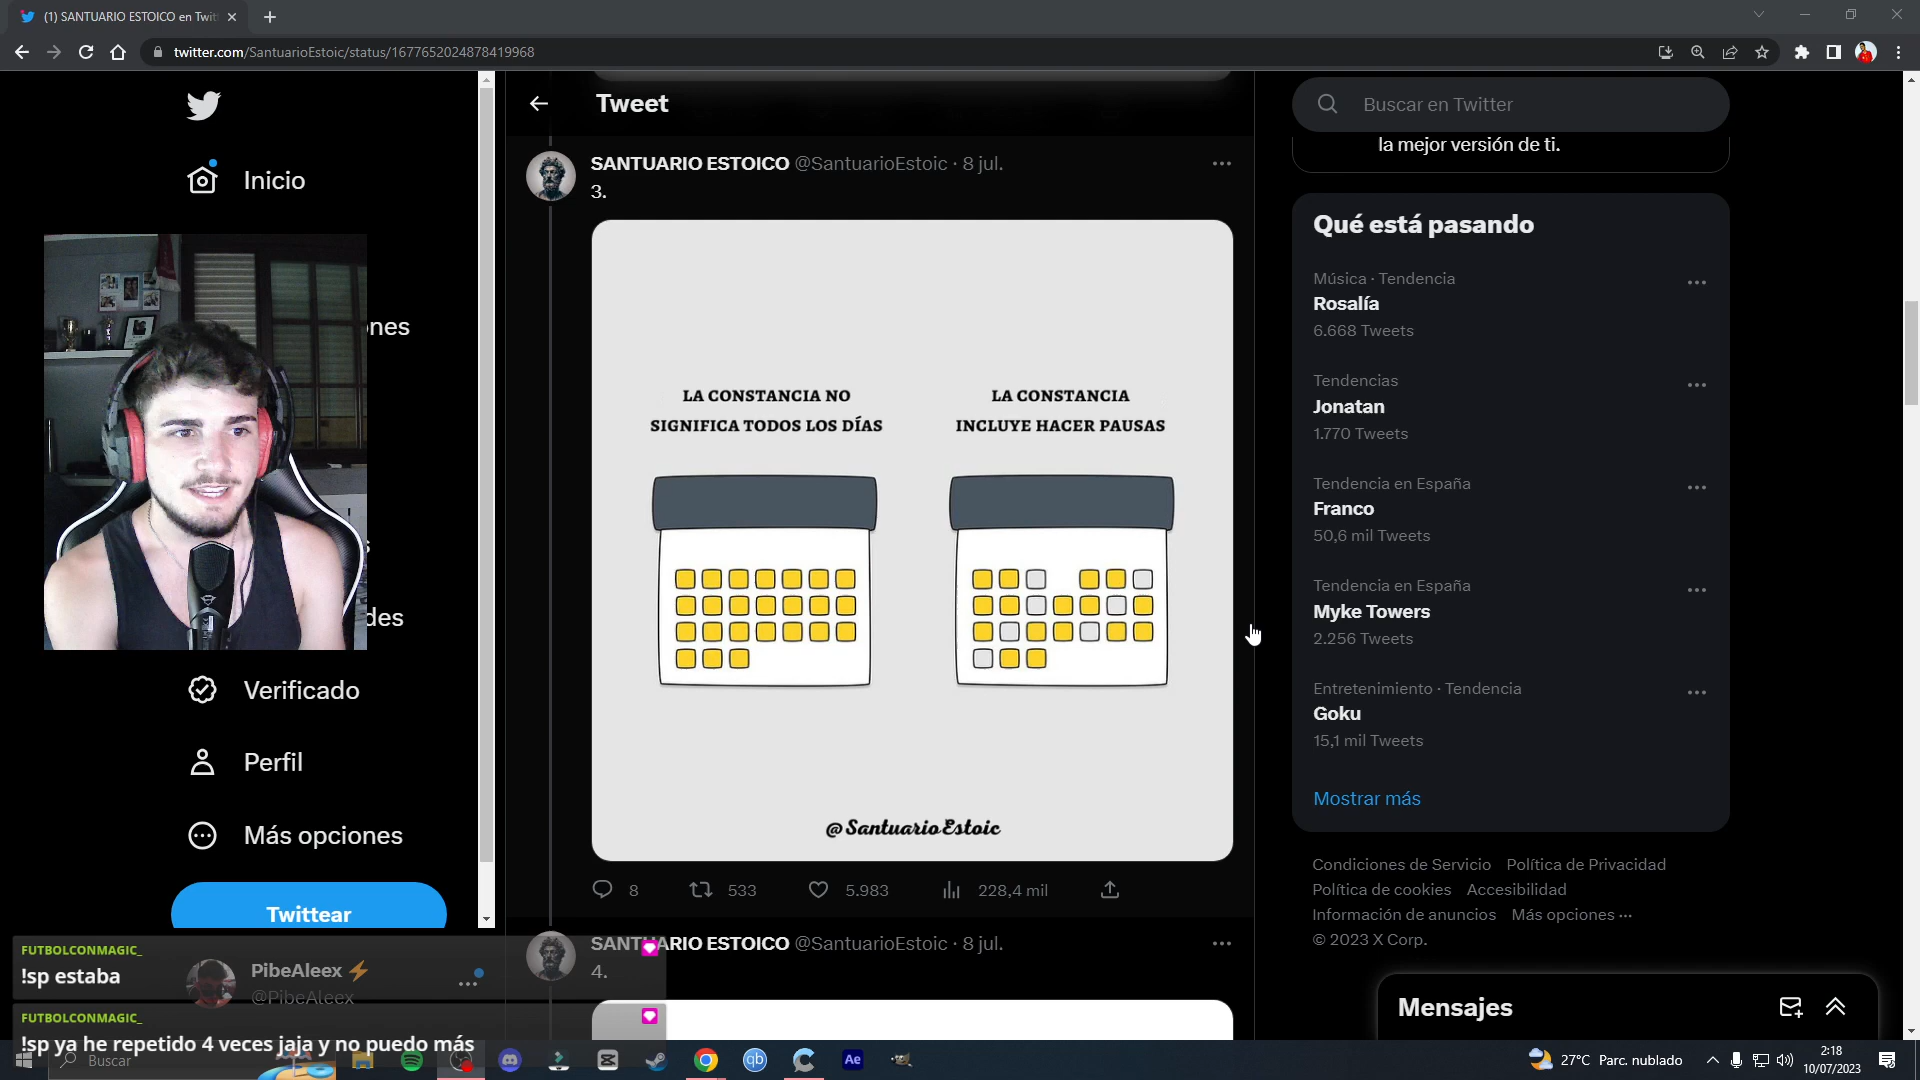 (1) SANTUARIO ESTOICO en Twit
twitter.com/SantuarioEstoic/status/1677652024878419968
Inicio
nes
s
des
Verificado
Perfil
Más opciones
Twittear
PibeAleex
@PibeAleex
FUTBOLCONMAGIC_
!sp estaba
FUTBOLCONMAGIC_
!sp ya he repetido 4 veces jaja y no puedo más
Tweet
SANTUARIO ESTOICO @SantuarioEstoic · 8 jul.
3.
LA CONSTANCIA NO
SIGNIFICA TODOS LOS DÍAS
LA CONSTANCIA
INCLUYE HACER PAUSAS
@SantuarioEstoic
8 533 5.983 228,4 mil
SANTUARIO ESTOICO @SantuarioEstoic · 8 jul.
4.
Buscar en Twitter
la mejor versión de ti.
Qué está pasando
Música · Tendencia
Rosalía
6.668 Tweets
Tendencias
Jonatan
1.770 Tweets
Tendencia en España
Franco
50,6 mil Tweets
Tendencia en España
Myke Towers
2.256 Tweets
Entretenimiento · Tendencia
Goku
15,1 mil Tweets
Mostrar más
Condiciones de Servicio Política de Privacidad
Política de cookies Accesibilidad
Información de anuncios Más opciones ···
© 2023 X Corp.
Mensajes
Buscar
qb
Ae
27°C Parc. nublado
2:18
10/07/2023